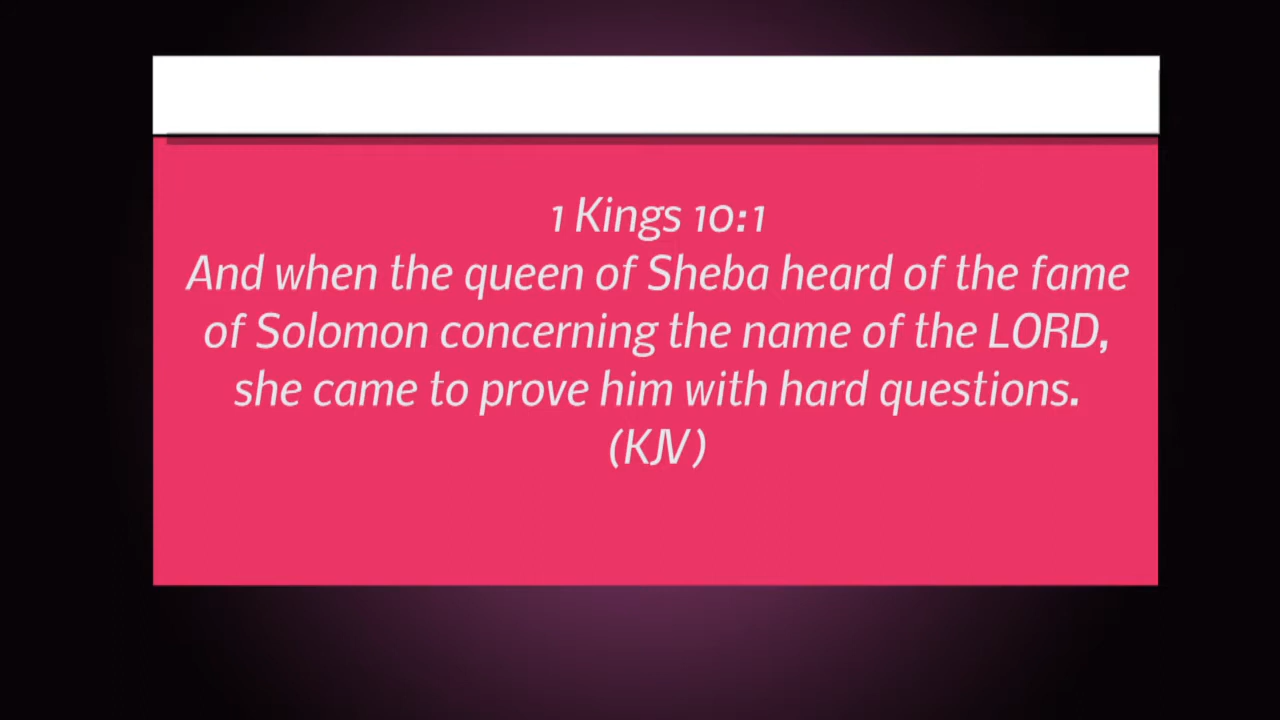 1 Kings 10:1
And when the queen of Sheba heard of the fame
of Solomon concerning the name of the LORD,
she came to prove him with hard questions.
(KJV)